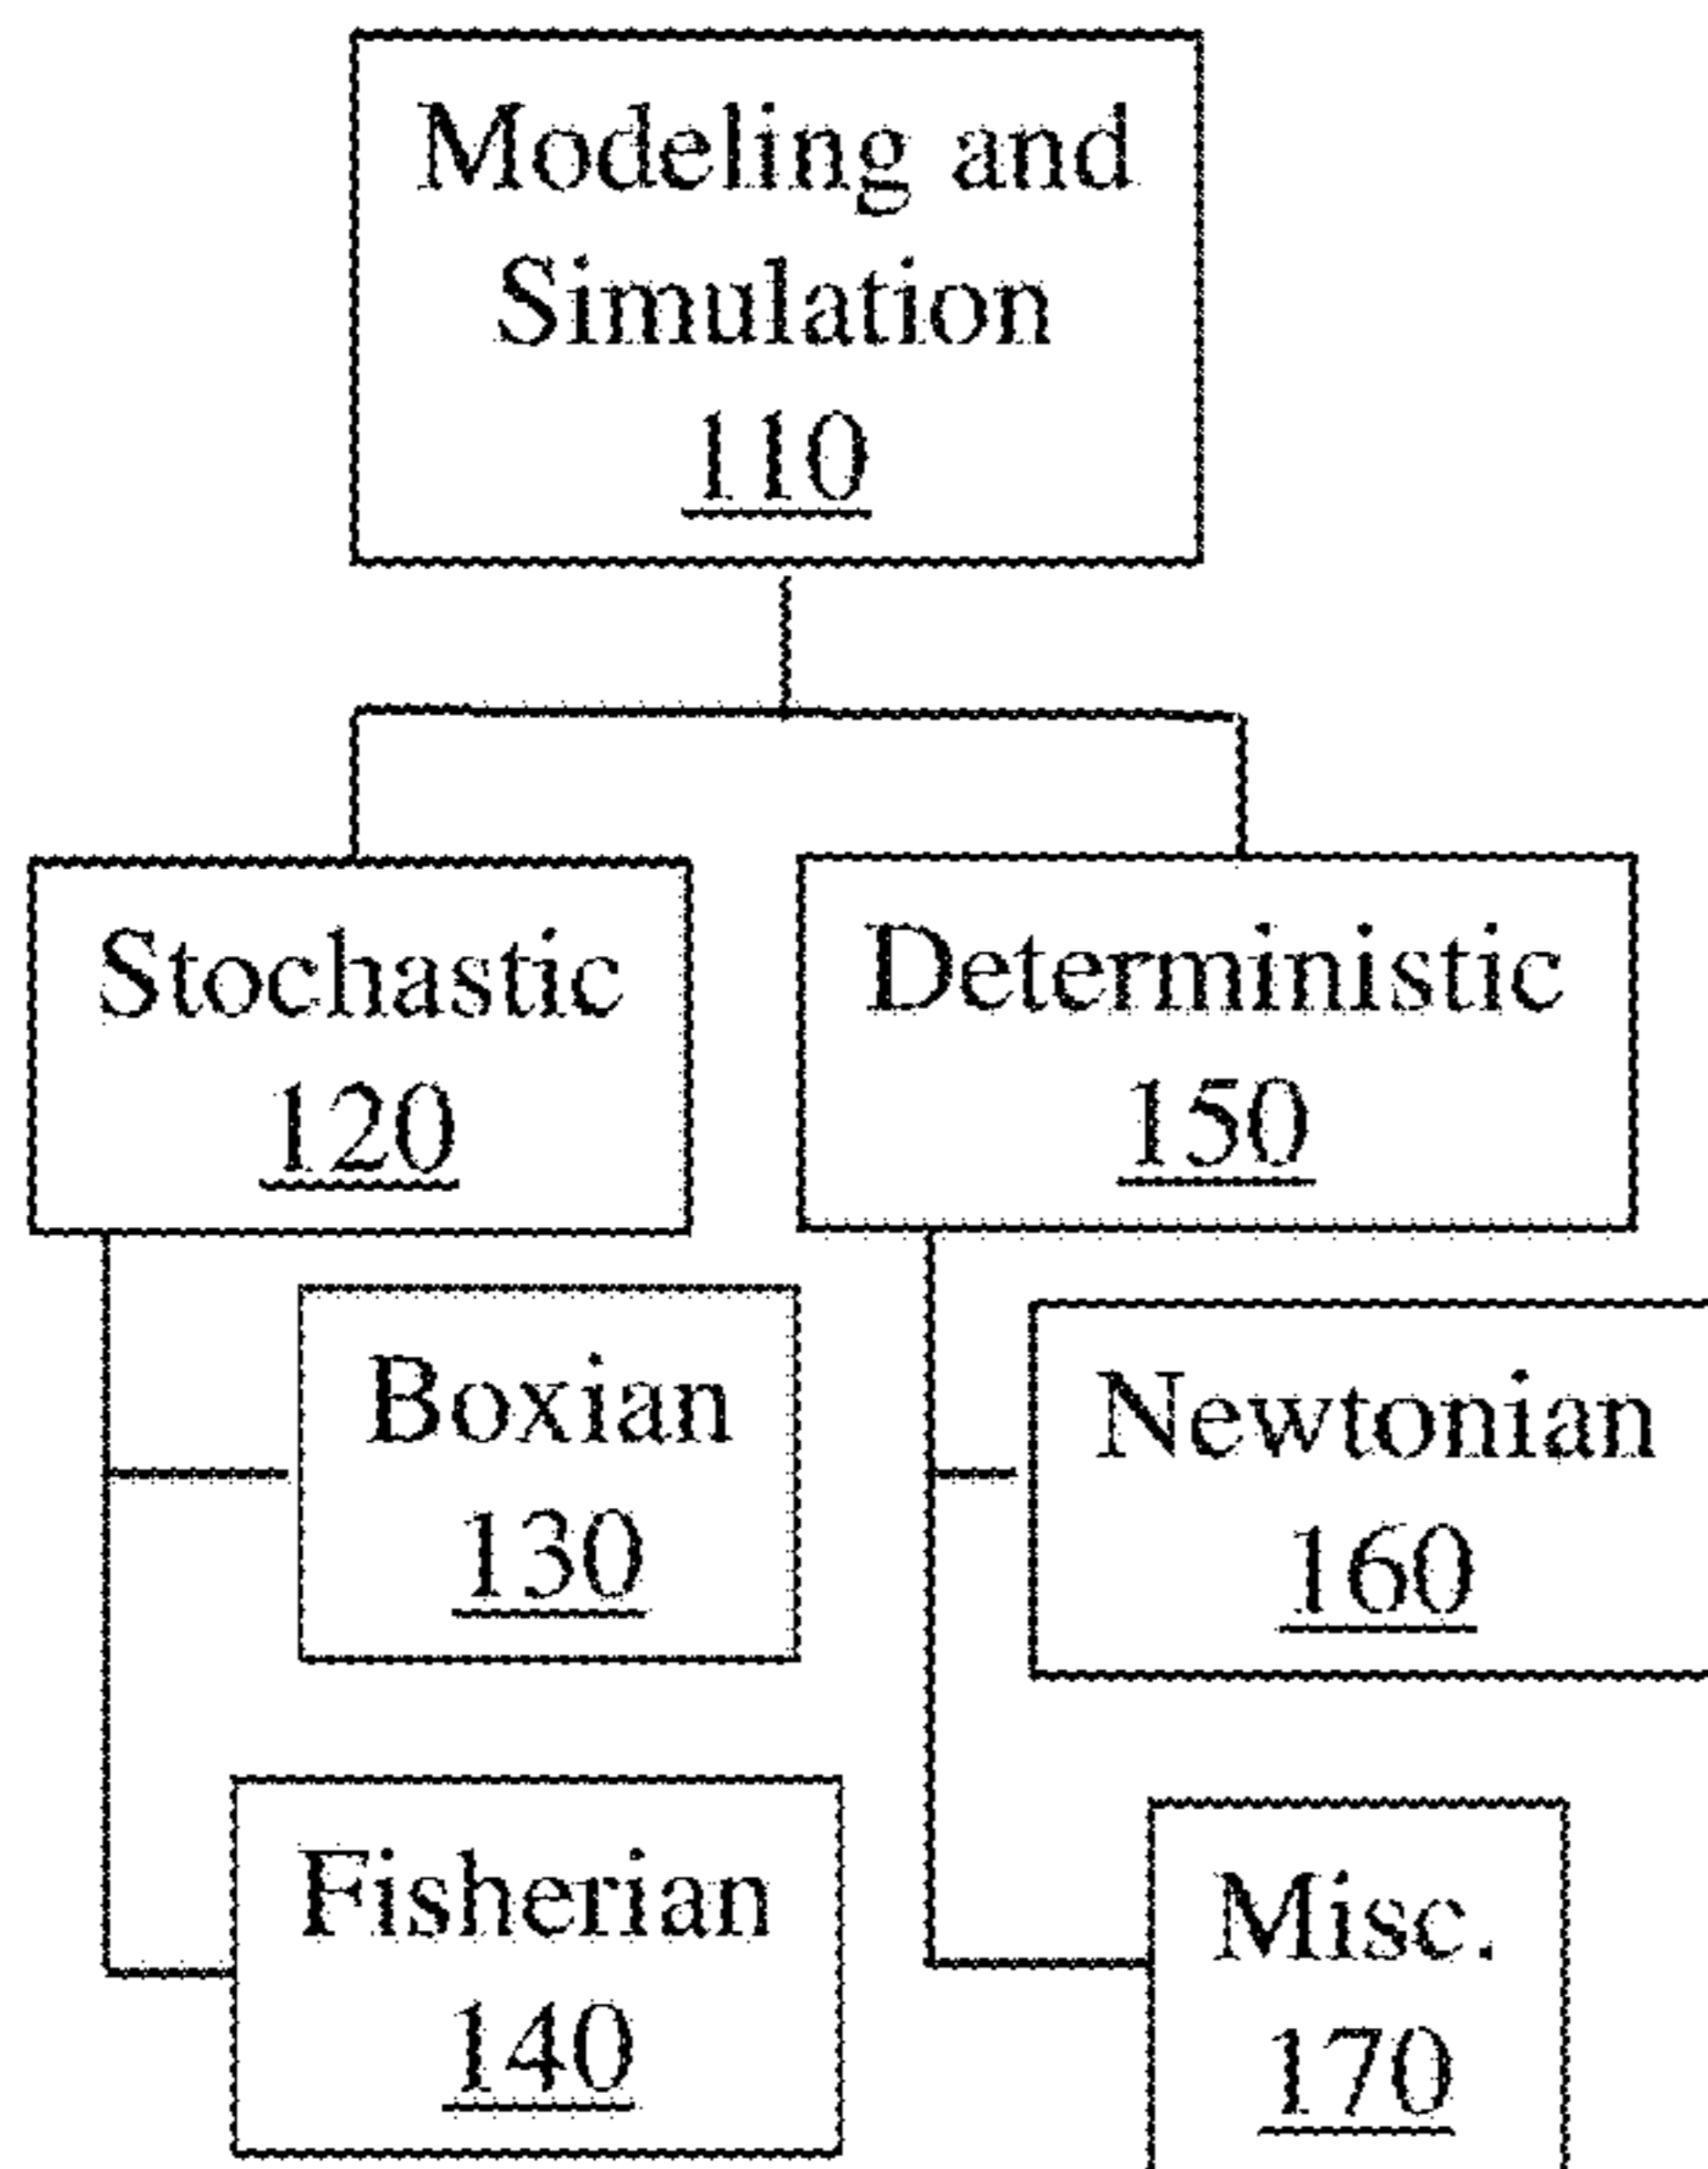 Modeling and
Simulation
110
Stochastic
120
Deterministic
150
Boxian
130
Newtonian
160
Fisherian
140
Misc.
170